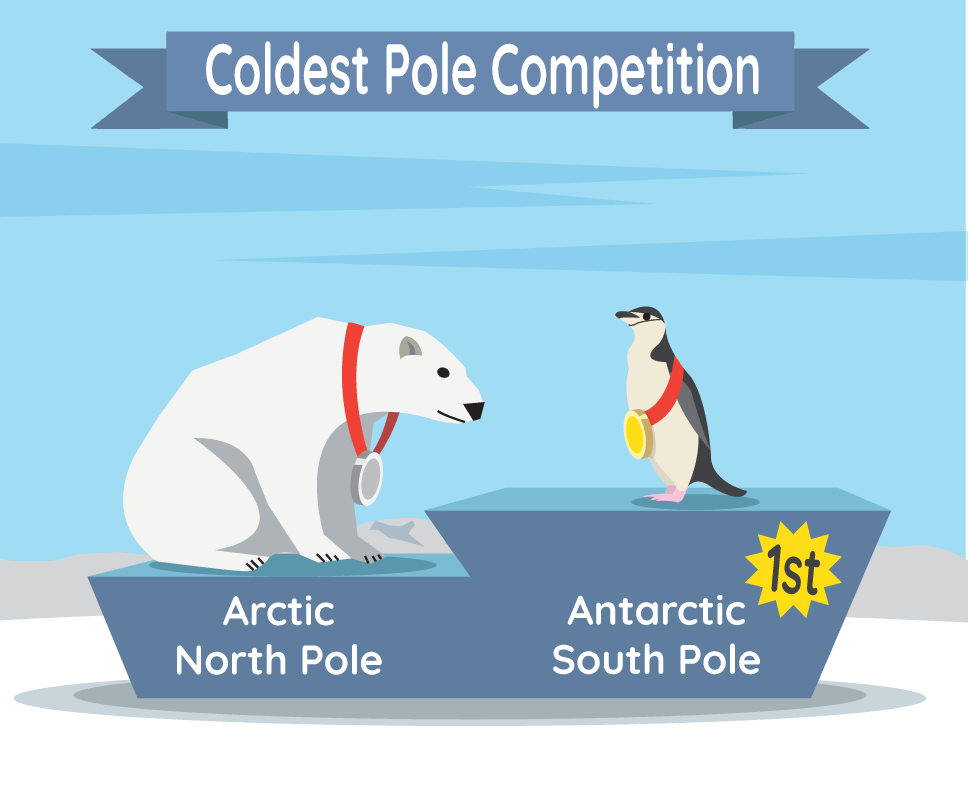 Coldest Pole Competition
1st
Arctic
North Pole
Antarctic
South Pole